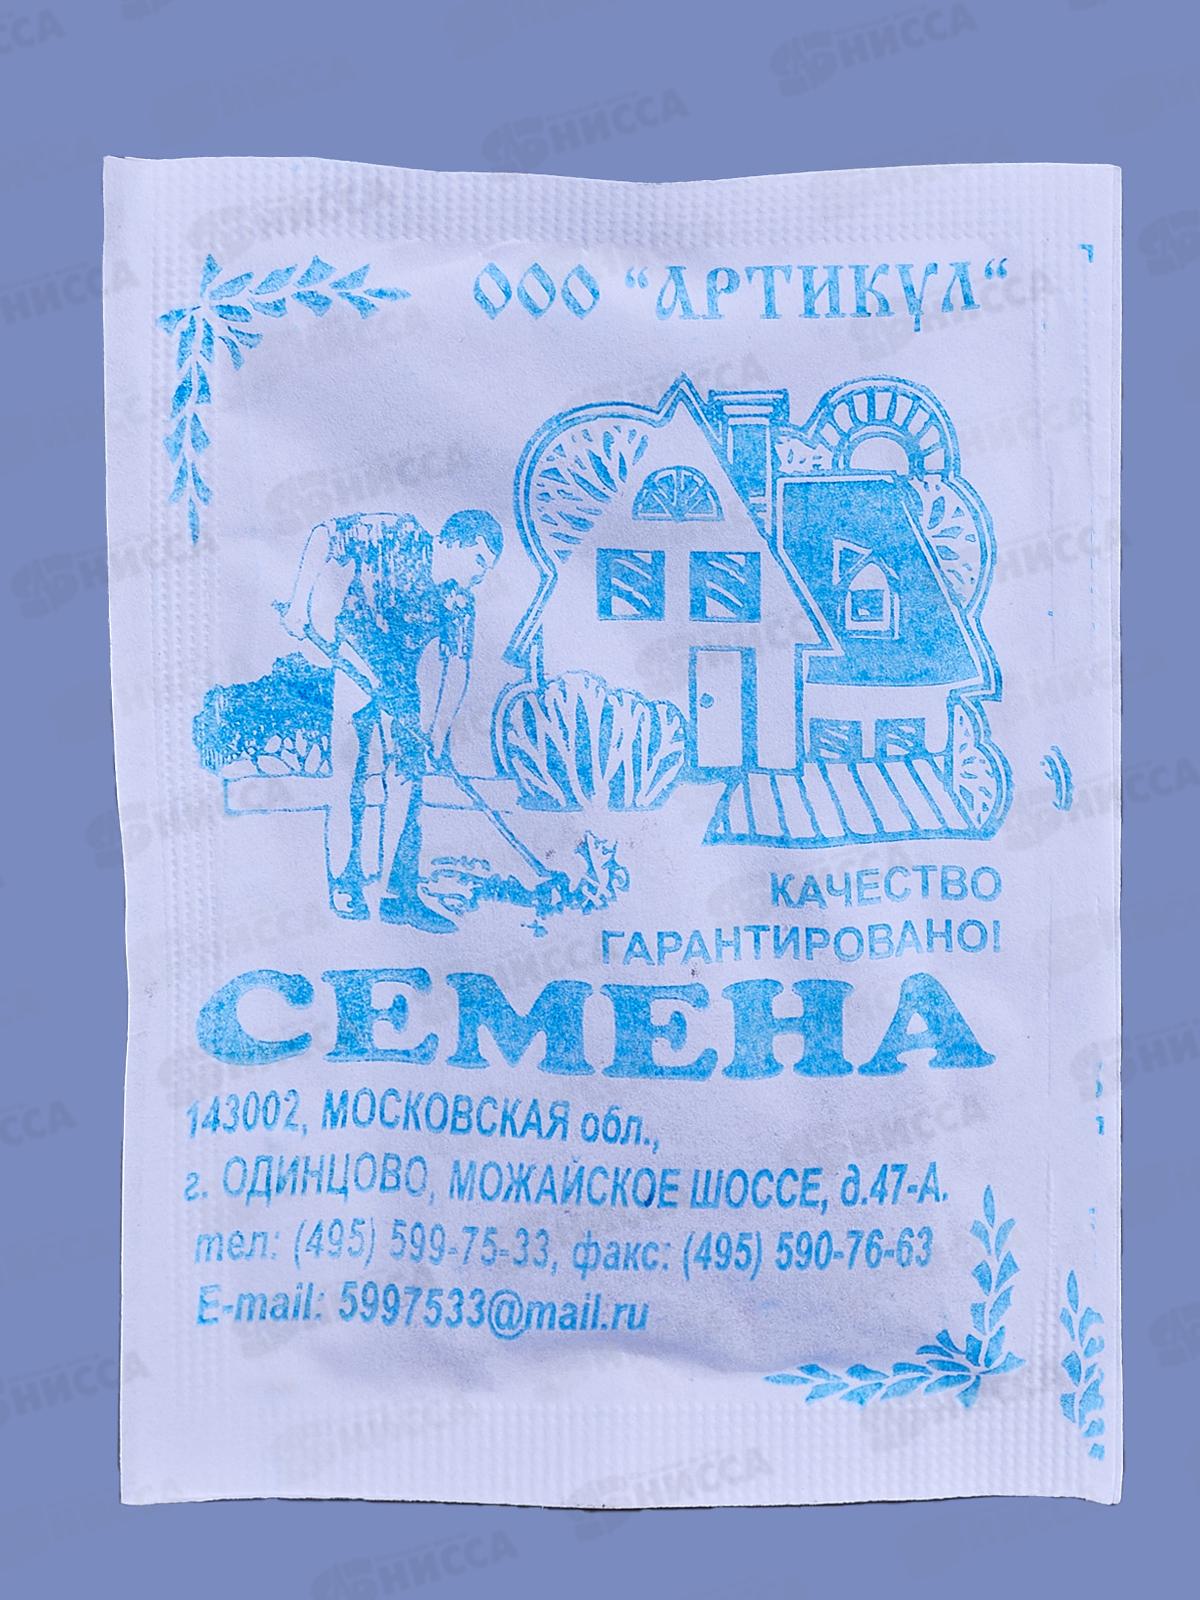 ООО “АРТИКУЛ“
КАЧЕСТВО
ГАРАНТИРОВАНО!
СЕМЕНА
143002, МОСКОВСКАЯ обл.,
г. ОДИНЦОВО, МОЖАЙСКОЕ ШОССЕ, д.47-А.
тел: (495) 599-75-33, факс: (495) 590-76-63
E-mail: 5997533@mail.ru